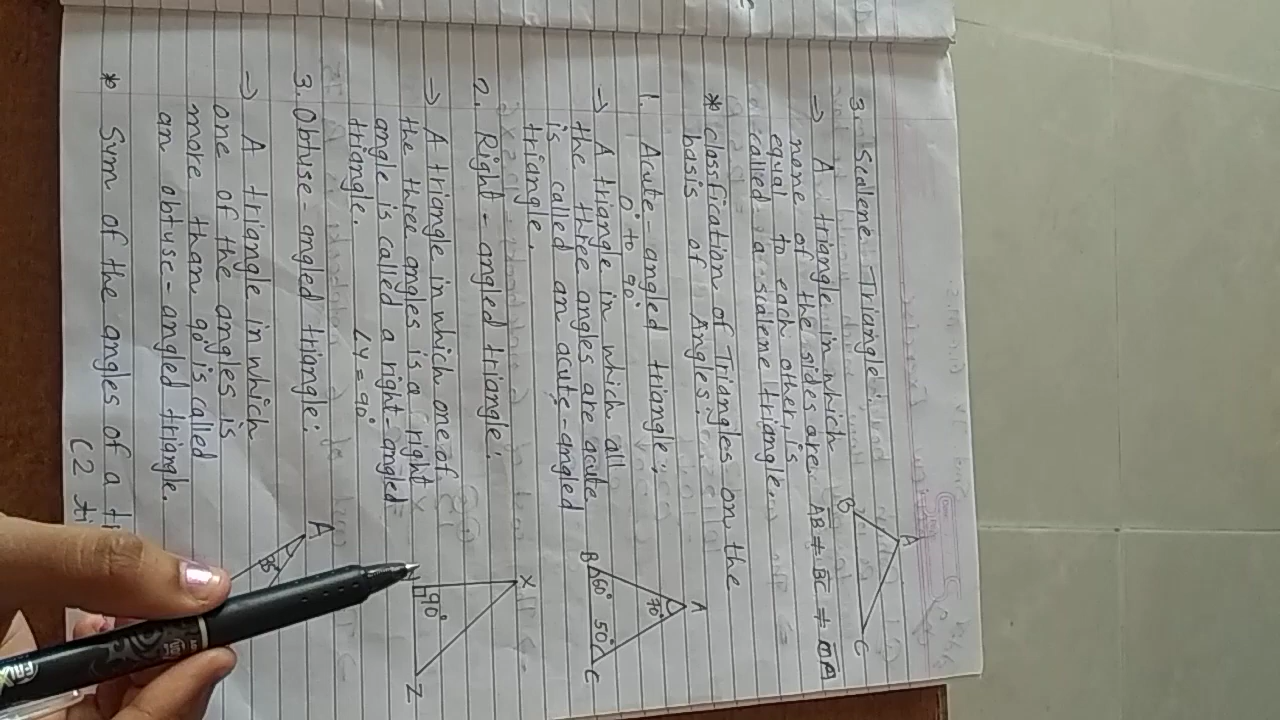 3. Scallene Triangle:
→ A triangle in which
none of the sides are
equal to each other, is
called a scalene triangle.
AB ≠ BC ≠ CA
A
B
C
* classfication of Triangles on the
basis of Angles:
1. Acute-angled triangle:
0° to 90°
→ A triangle in which all
the three angles are acute
is called an acute-angled
triangle.
A
70°
B 60° 50° C
2. Right-angled triangle:
→ A triangle in which one of
the three angles is a right
angle is called a right-angled
triangle. ∠y = 90°
X
90°
Z
3. Obtuse-angled triangle:
→ A triangle in which
one of the angles is
more than 90° is called
an obtuse-angled triangle.
A
* Sum of the angles of a
(2